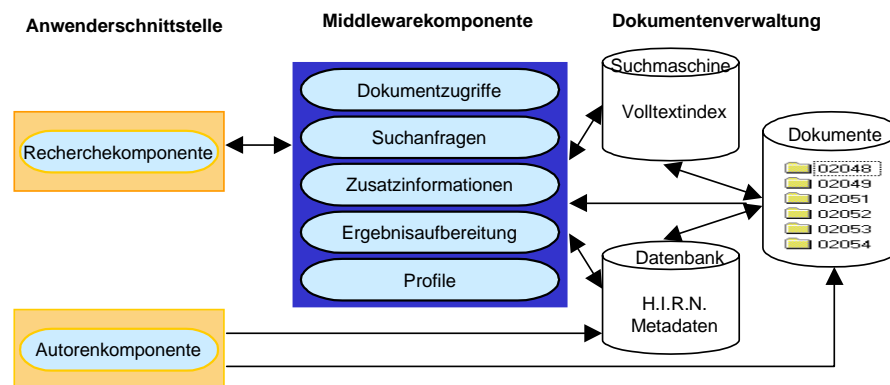 Anwenderschnittstelle
Middlewarekomponente
Dokumentenverwaltung
Recherchekomponente
Autorenkomponente
Dokumentzugriffe
Suchanfragen
Zusatzinformationen
Ergebnisaufbereitung
Profile
Suchmaschine
Volltextindex
Datenbank
H.I.R.N.
Metadaten
Dokumente
02048
02049
02051
02052
02053
02054